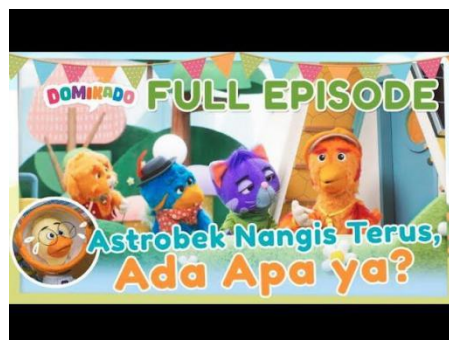 DOMIKADO FULL EPISODE
Astrobek Nangis Terus,
Ada Apa ya?